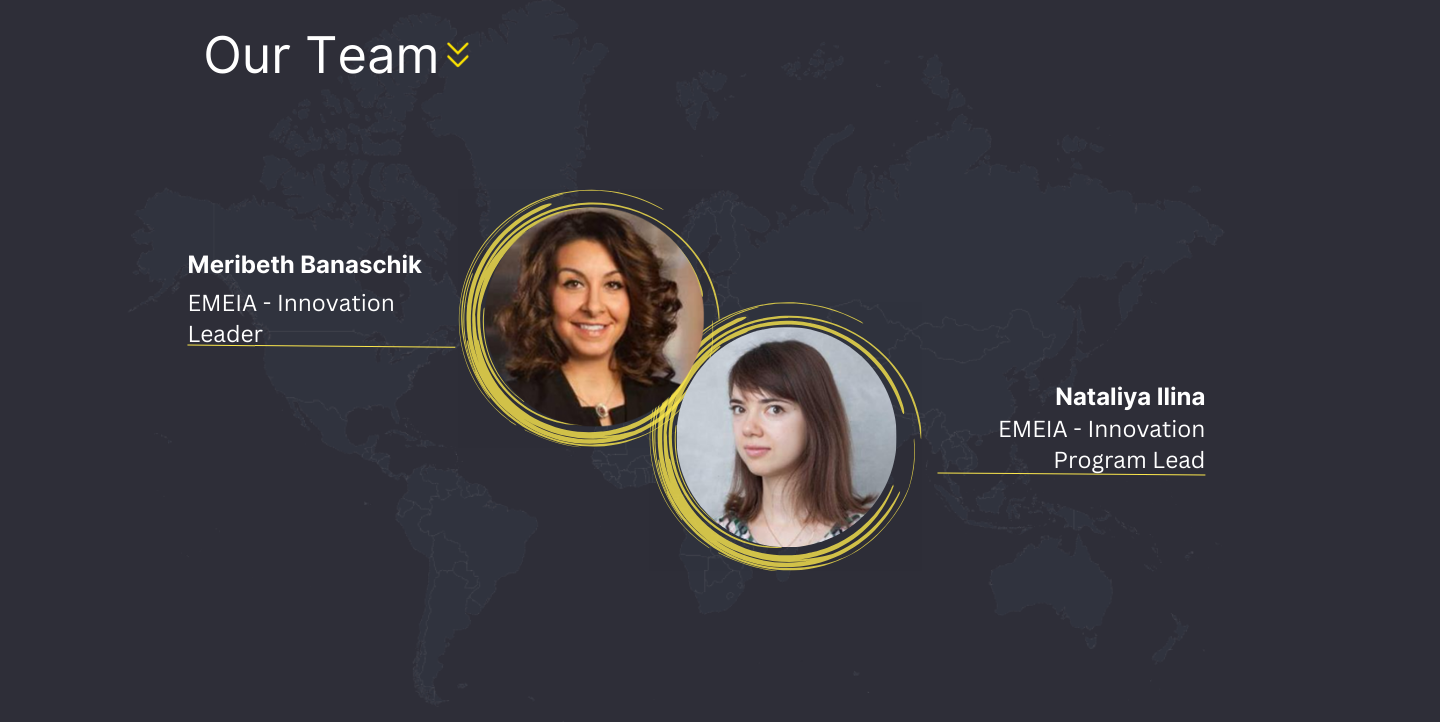 Our Team
Meribeth Banaschik
EMEIA - Innovation
Leader
Nataliya Ilina
EMEIA - Innovation
Program Lead